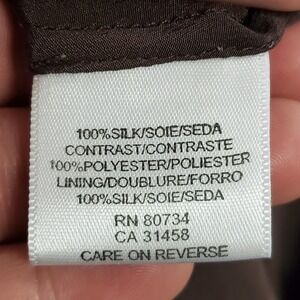 100%SILK/SOIE/SEDA
CONTRAST/CONTRASTE
100%POLYESTER/POLIESTER
LINING/DOUBLURE/FORRO
100%SILK/SOIE/SEDA
RN 80734
CA 31458
CARE ON REVERSE